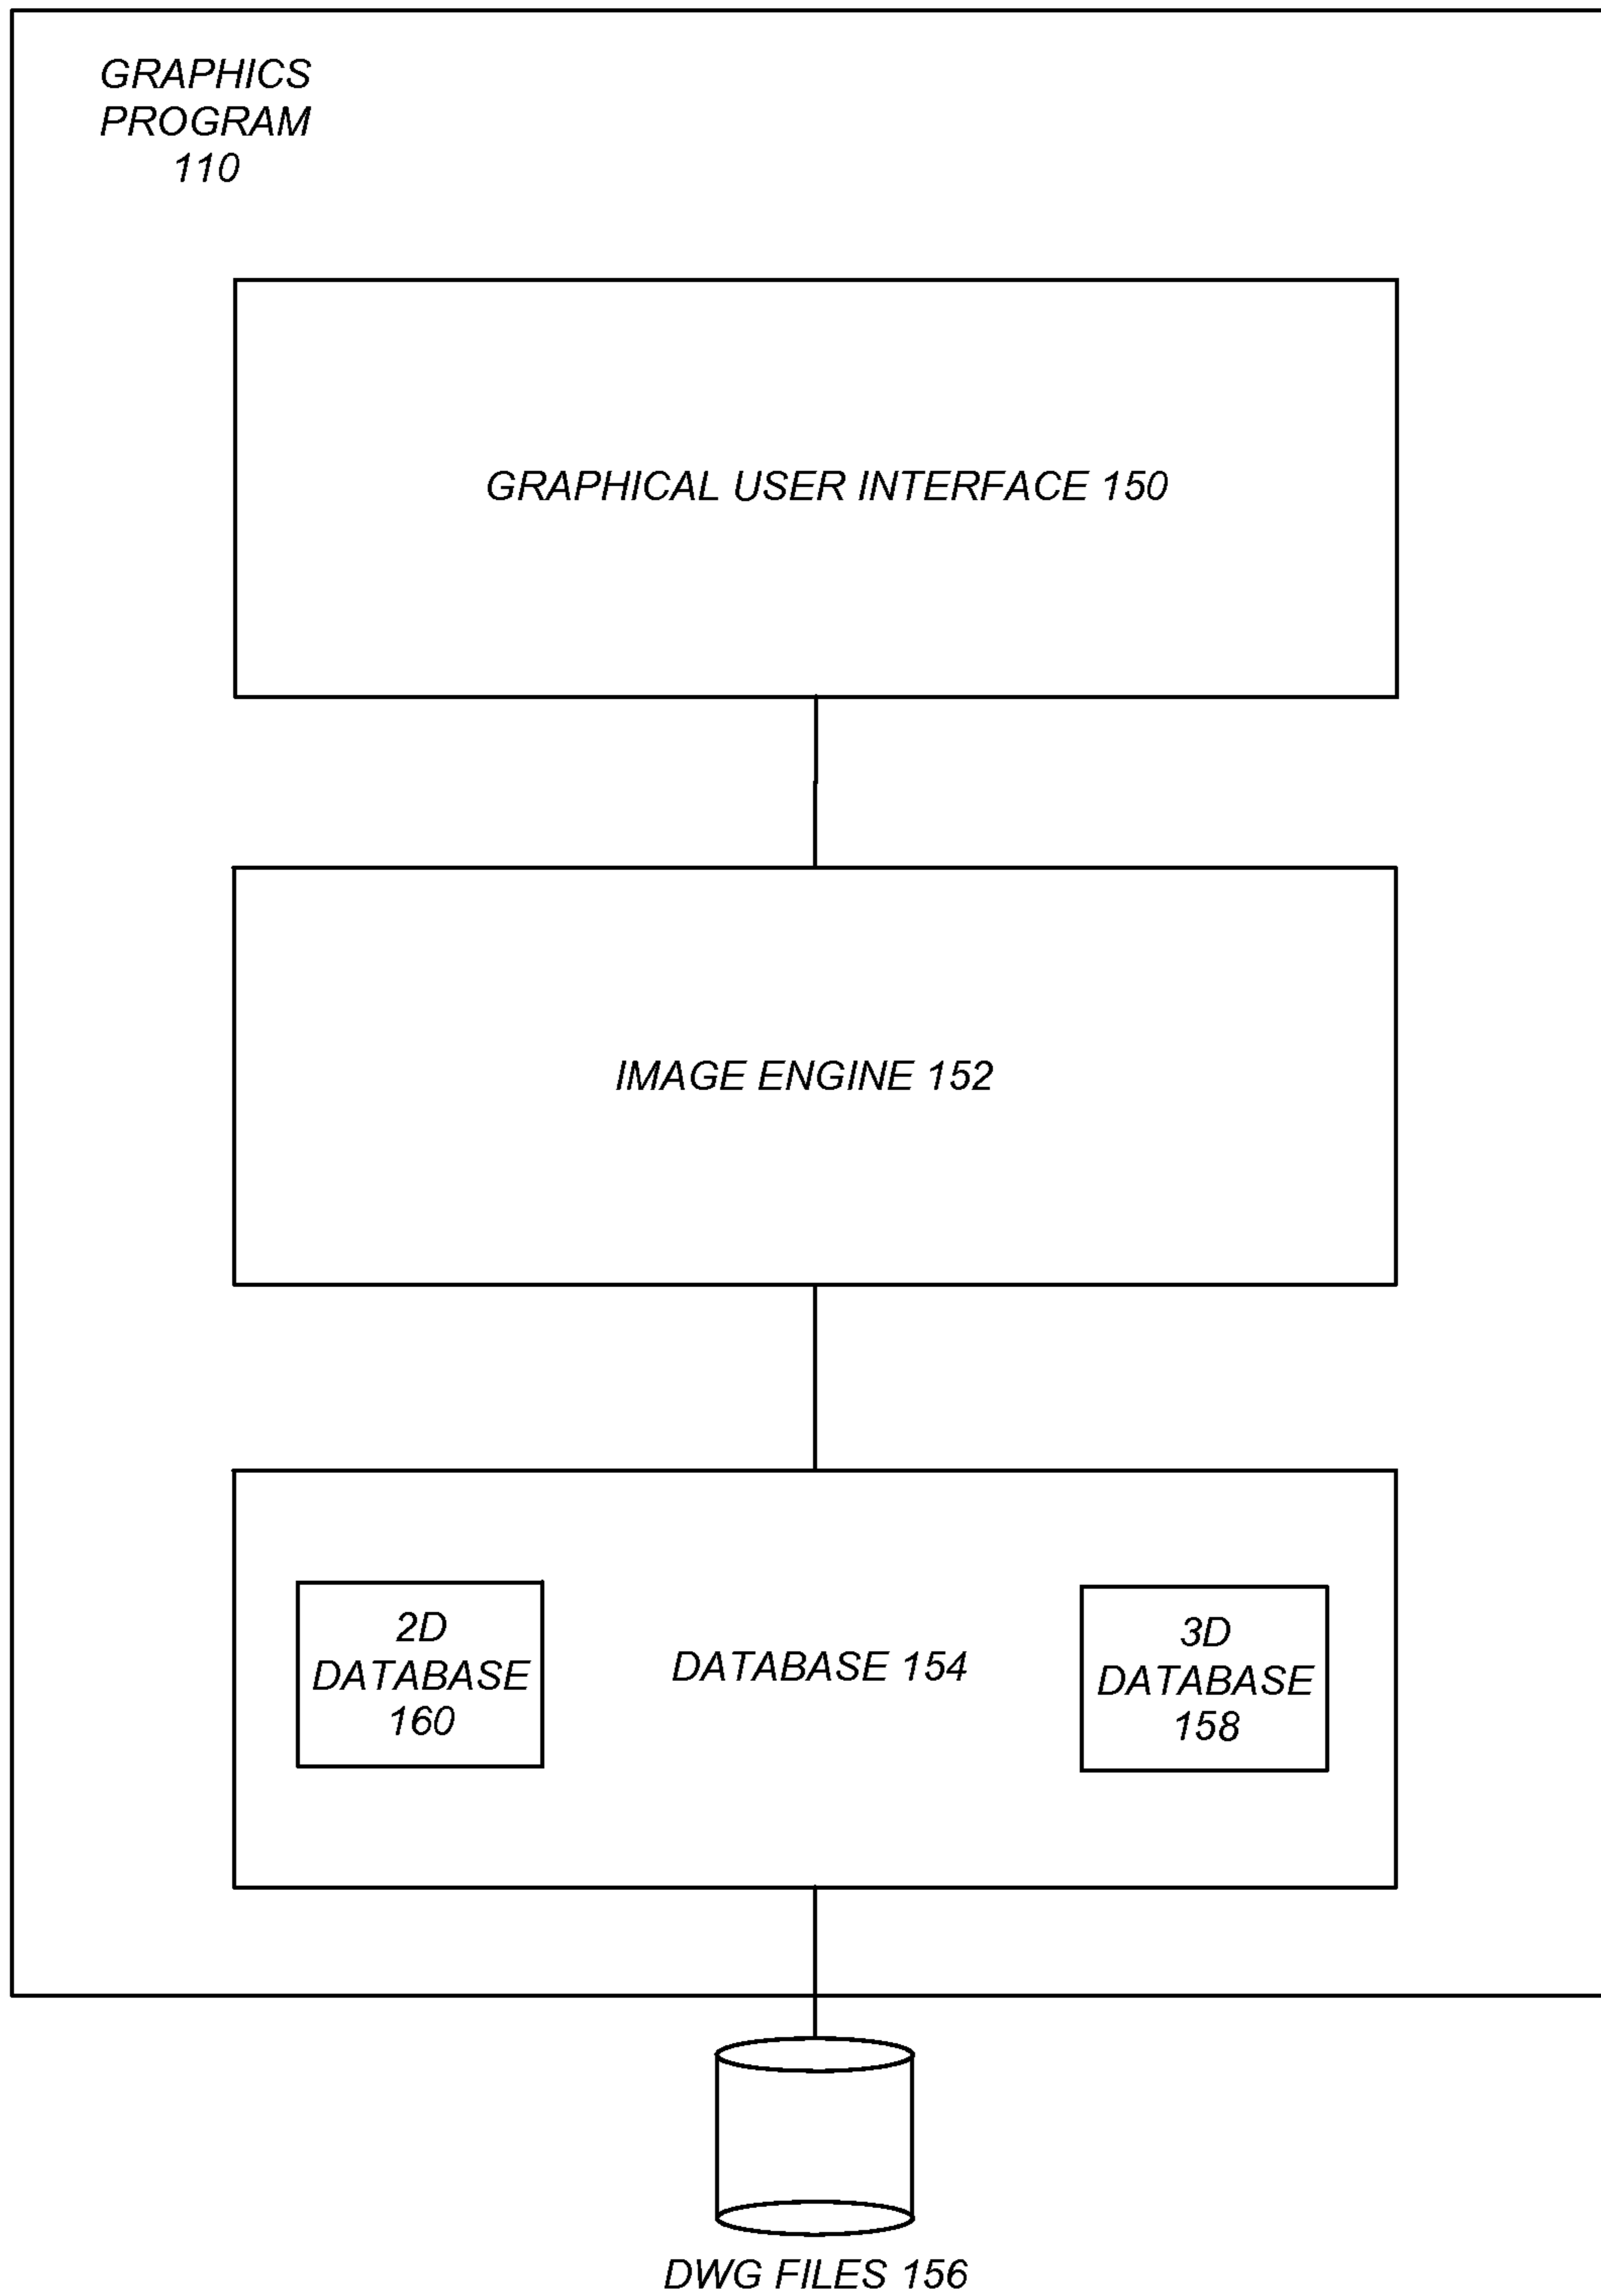 GRAPHICS
PROGRAM
110
GRAPHICAL USER INTERFACE 150
IMAGE ENGINE 152
2D
DATABASE
160
DATABASE 154
3D
DATABASE
158
DWG FILES 156